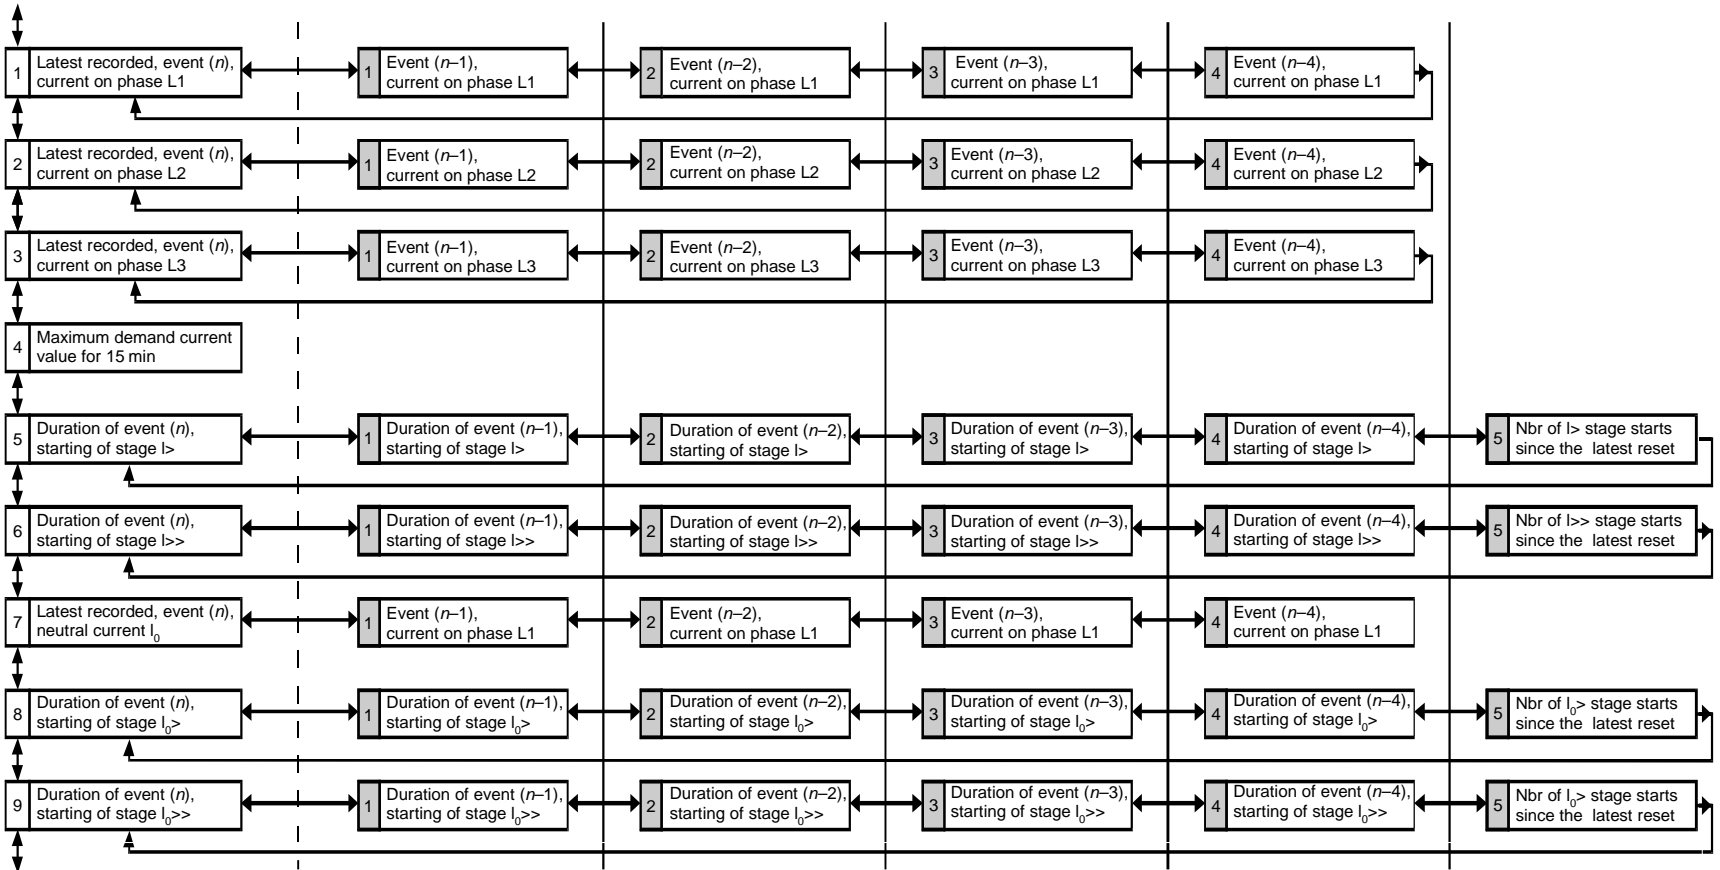 1 Latest recorded, event (n),
current on phase L1
1 Event (n–1),
current on phase L1
2 Event (n–2),
current on phase L1
3 Event (n–3),
current on phase L1
4 Event (n–4),
current on phase L1
2 Latest recorded, event (n),
current on phase L2
1 Event (n–1),
current on phase L2
2 Event (n–2),
current on phase L2
3 Event (n–3),
current on phase L2
4 Event (n–4),
current on phase L2
3 Latest recorded, event (n),
current on phase L3
1 Event (n–1),
current on phase L3
2 Event (n–2),
current on phase L3
3 Event (n–3),
current on phase L3
4 Event (n–4),
current on phase L3
4 Maximum demand current
value for 15 min
5 Duration of event (n),
starting of stage I>
1 Duration of event (n–1),
starting of stage I>
2 Duration of event (n–2),
starting of stage I>
3 Duration of event (n–3),
starting of stage I>
4 Duration of event (n–4),
starting of stage I>
5 Nbr of I> stage starts
since the latest reset
6 Duration of event (n),
starting of stage I>>
1 Duration of event (n–1),
starting of stage I>>
2 Duration of event (n–2),
starting of stage I>>
3 Duration of event (n–3),
starting of stage I>>
4 Duration of event (n–4),
starting of stage I>>
5 Nbr of I>> stage starts
since the latest reset
7 Latest recorded, event (n),
neutral current I0
1 Event (n–1),
current on phase L1
2 Event (n–2),
current on phase L1
3 Event (n–3),
current on phase L1
4 Event (n–4),
current on phase L1
8 Duration of event (n),
starting of stage I0>
1 Duration of event (n–1),
starting of stage I0>
2 Duration of event (n–2),
starting of stage I0>
3 Duration of event (n–3),
starting of stage I0>
4 Duration of event (n–4),
starting of stage I0>
5 Nbr of I0> stage starts
since the latest reset
9 Duration of event (n),
starting of stage I0>>
1 Duration of event (n–1),
starting of stage I0>>
2 Duration of event (n–2),
starting of stage I0>>
3 Duration of event (n–3),
starting of stage I0>>
4 Duration of event (n–4),
starting of stage I0>>
5 Nbr of I0> stage starts
since the latest reset